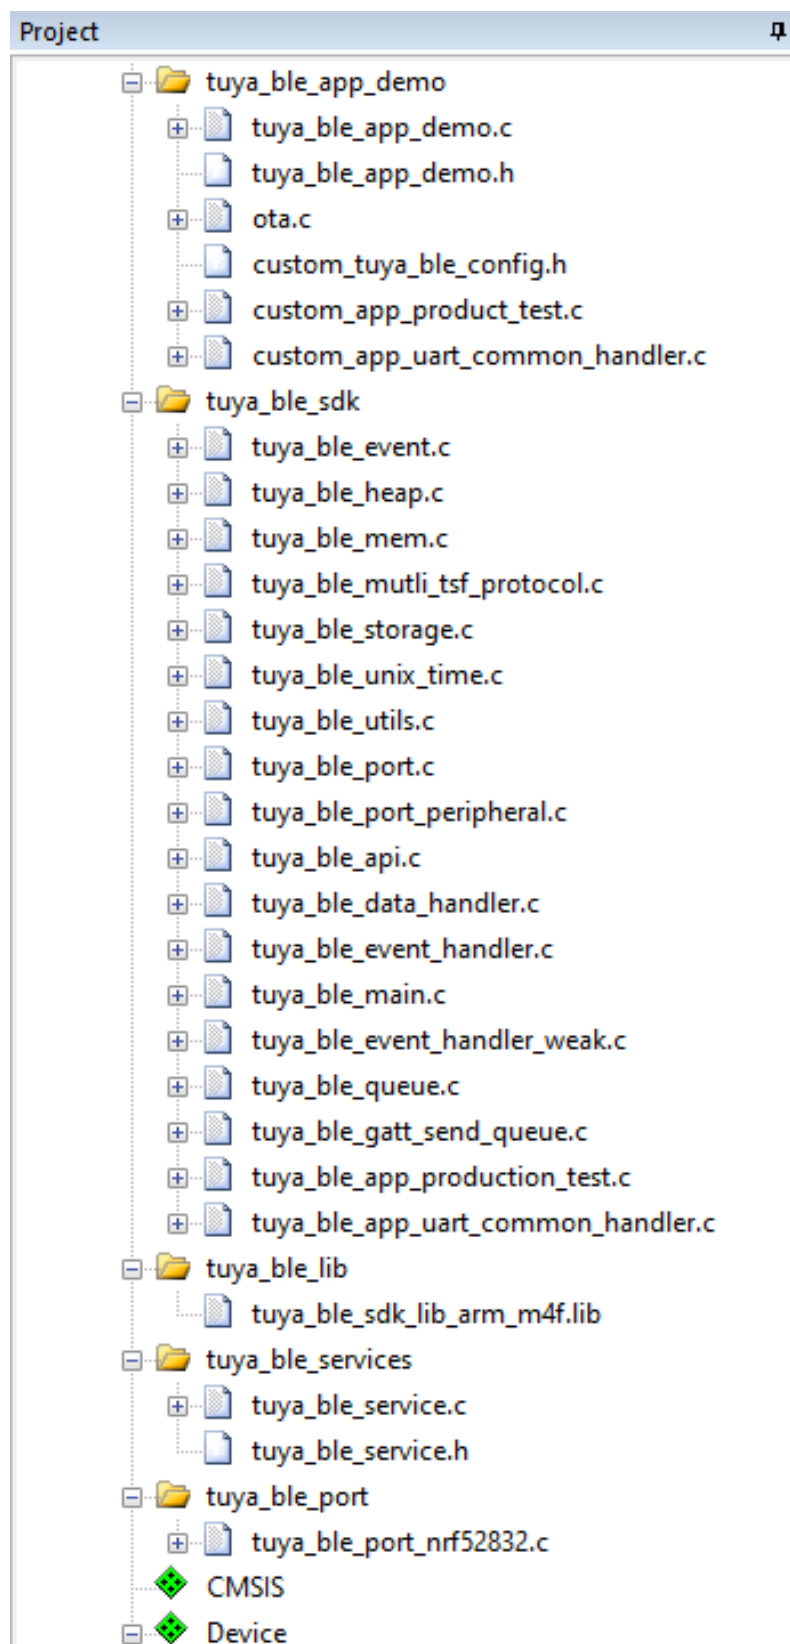 Project
tuya_ble_app_demo
tuya_ble_app_demo.c
tuya_ble_app_demo.h
ota.c
custom_tuya_ble_config.h
custom_app_product_test.c
custom_app_uart_common_handler.c
tuya_ble_sdk
tuya_ble_event.c
tuya_ble_heap.c
tuya_ble_mem.c
tuya_ble_mutli_tsf_protocol.c
tuya_ble_storage.c
tuya_ble_unix_time.c
tuya_ble_utils.c
tuya_ble_port.c
tuya_ble_port_peripheral.c
tuya_ble_api.c
tuya_ble_data_handler.c
tuya_ble_event_handler.c
tuya_ble_main.c
tuya_ble_event_handler_weak.c
tuya_ble_queue.c
tuya_ble_gatt_send_queue.c
tuya_ble_app_production_test.c
tuya_ble_app_uart_common_handler.c
tuya_ble_lib
tuya_ble_sdk_lib_arm_m4f.lib
tuya_ble_services
tuya_ble_service.c
tuya_ble_service.h
tuya_ble_port
tuya_ble_port_nrf52832.c
CMSIS
Device